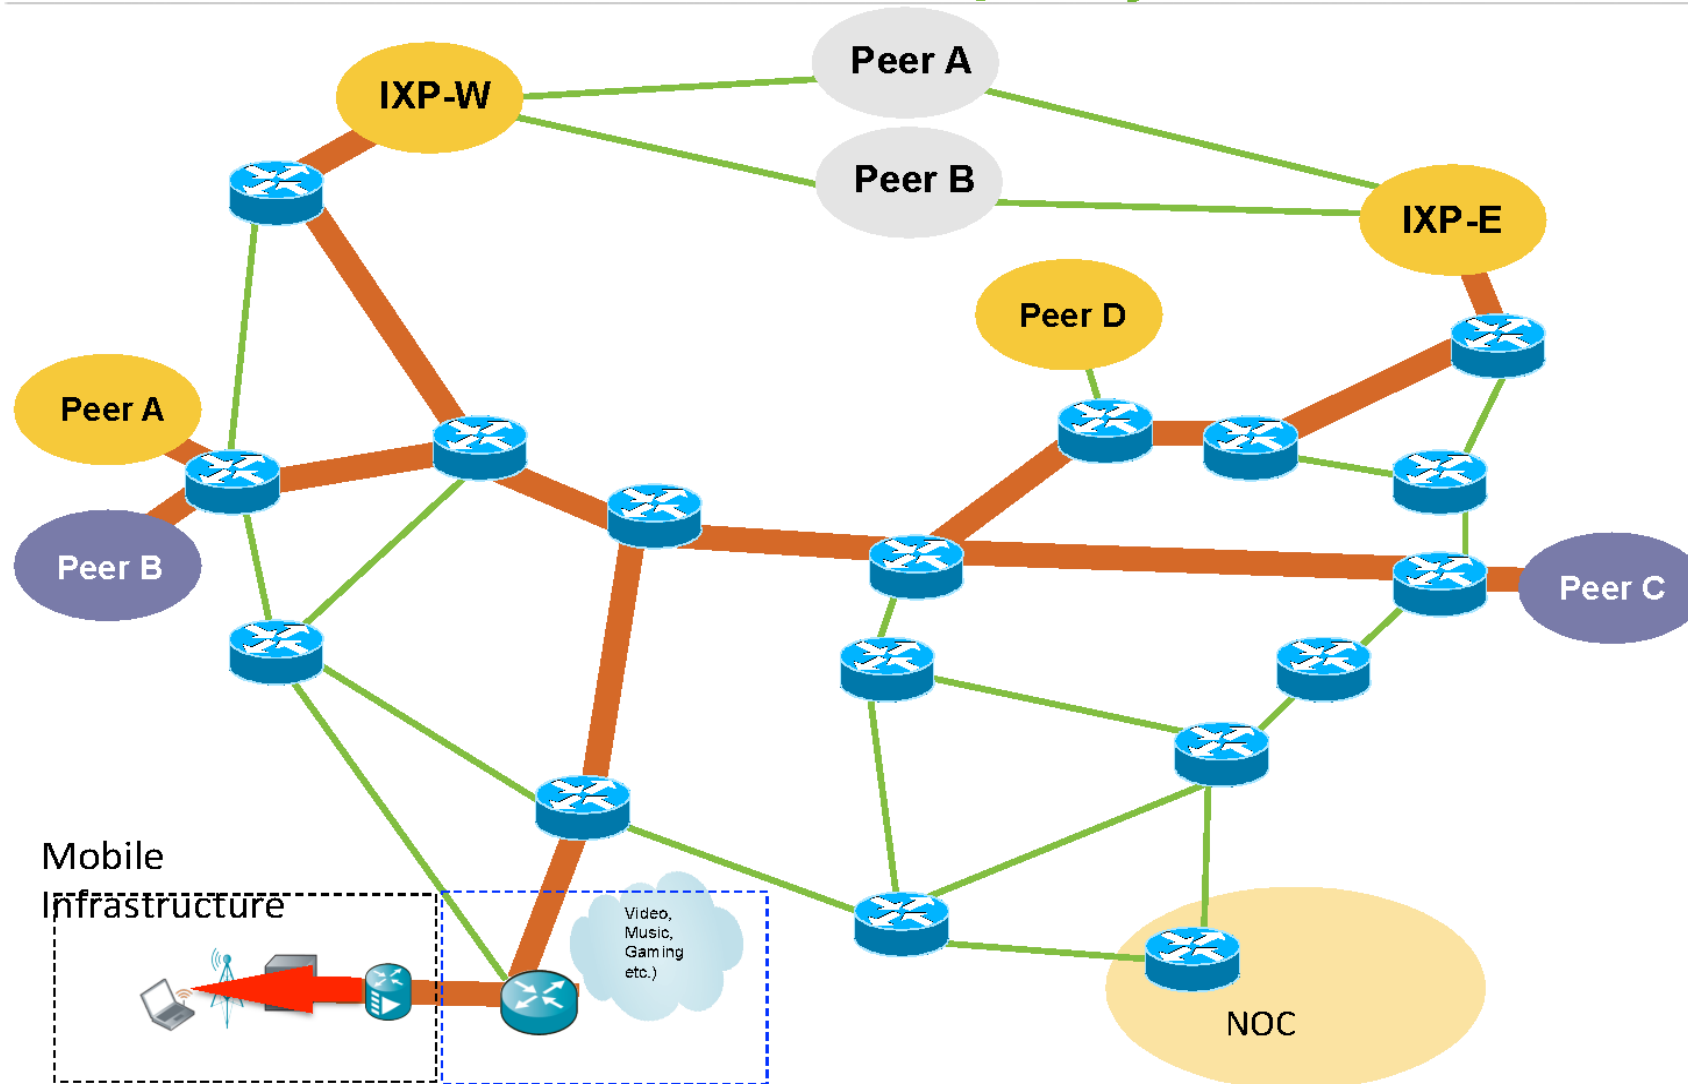 Peer A
IXP-W
Peer B
IXP-E
Peer D
Peer A
Peer B
Peer C
Mobile
Infrastructure
Video,
Music,
Gaming
etc.)
NOC